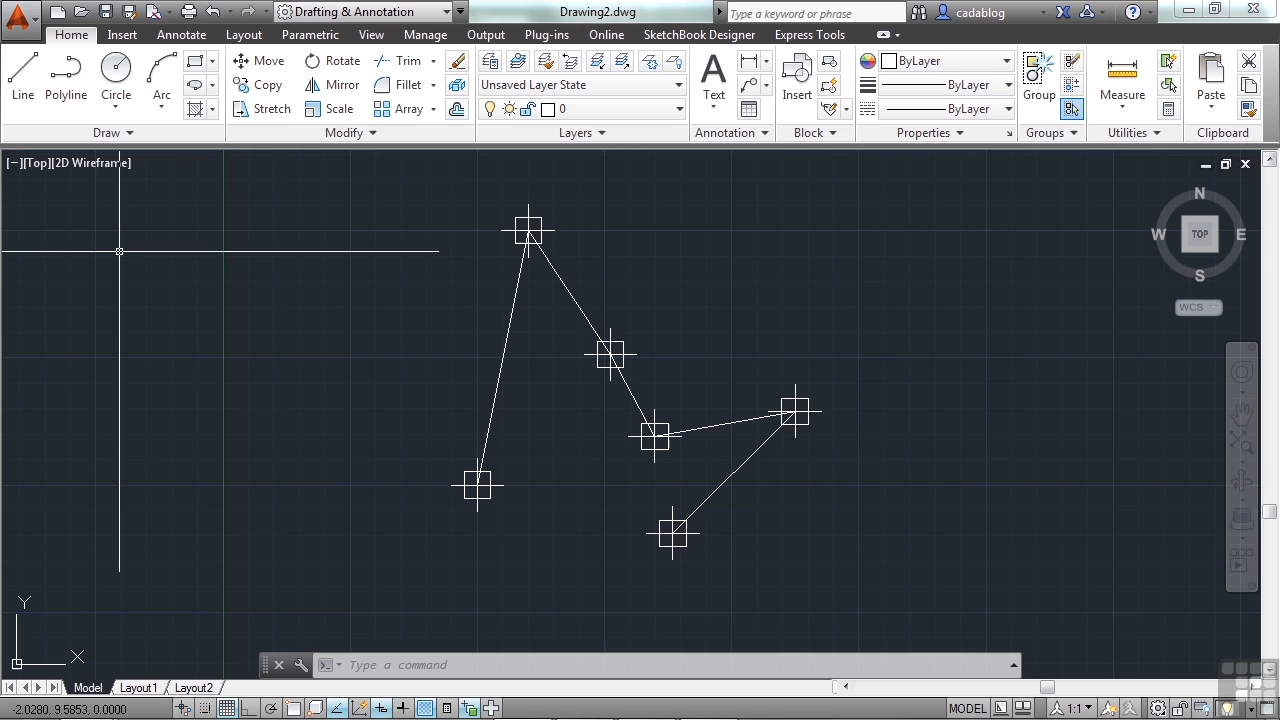 Drafting & Annotation Drawing2.dwg Type a keyword or phrase cadablog
Home Insert Annotate Layout Parametric View Manage Output Plug-ins Online SketchBook Designer Express Tools
Move Rotate Trim ByLayer
Line Polyline Circle Arc Copy Mirror Fillet Unsaved Layer State Text Insert ByLayer Group Measure Paste
Stretch Scale Array 0 ByLayer
Draw Modify Layers Annotation Block Properties Groups Utilities Clipboard
[−][Top][2D Wireframe]
N
W TOP E
S
WCS
Y
X
Type a command
Model Layout1 Layout2
-2.0280, 9.5853, 0.0000 MODEL 1:1